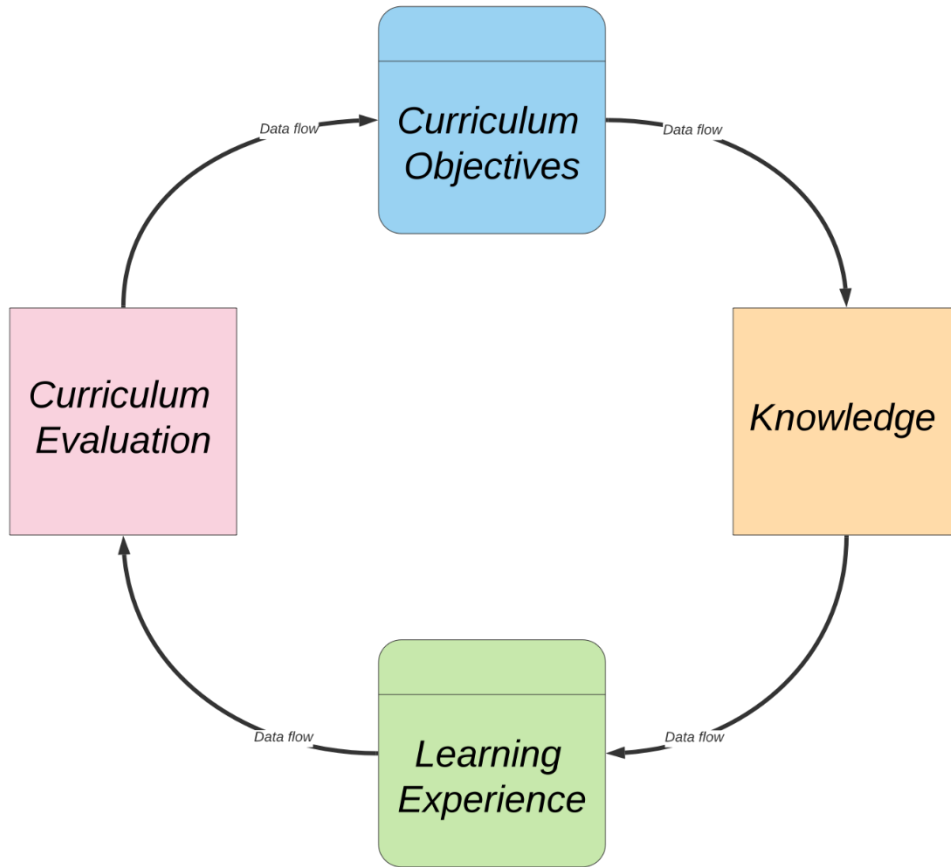 Curriculum
Objectives
Data flow
Data flow
Curriculum
Evaluation
Knowledge
Data flow
Data flow
Learning
Experience